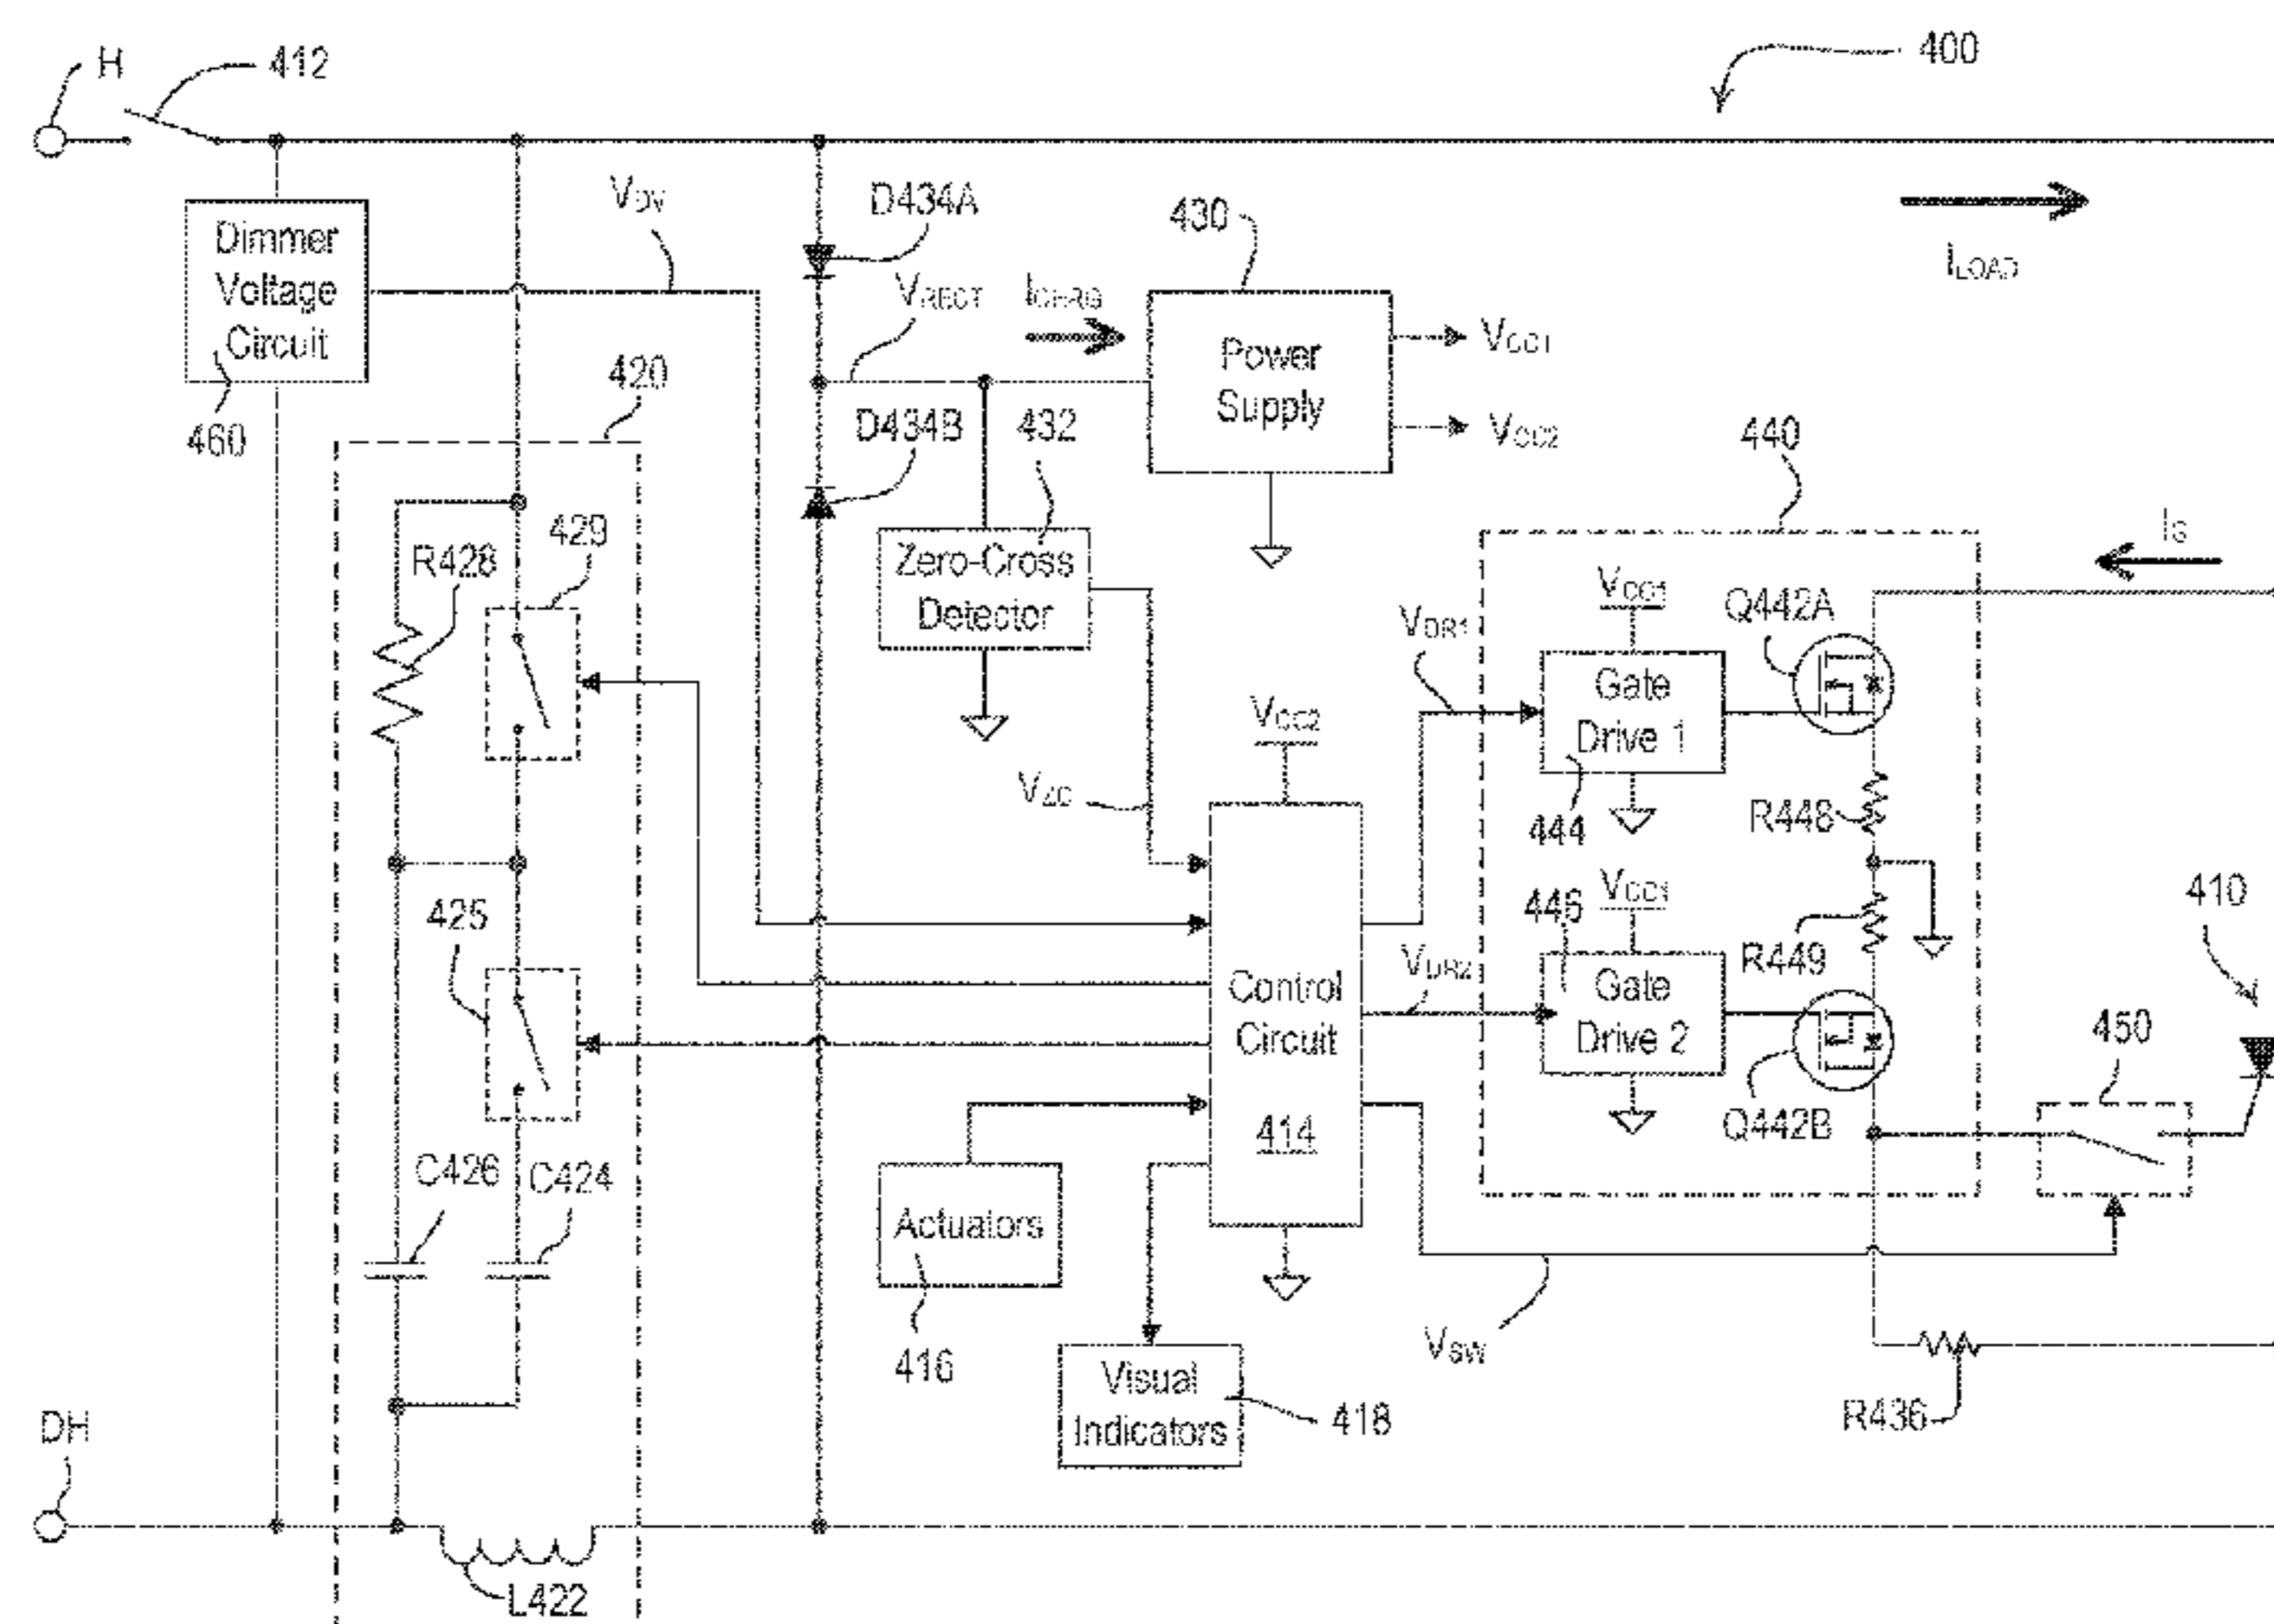 H
412
400
Dimmer
Voltage
Circuit
460
VDV
D434A
VRECT
ICHRG
430
Power
Supply
VCC1
VCC2
ILOAD
420
D434B
432
Zero-Cross
Detector
440
IS
R428
429
VCC1
Q442A
VDR1
Gate
Drive 1
444
R448
VCC2
VZC
425
446
VCC1
R449
410
VDR2
Gate
Drive 2
Q442B
450
Control
Circuit
414
C426
C424
Actuators
416
VSW
Visual
Indicators
418
R436
DH
L422